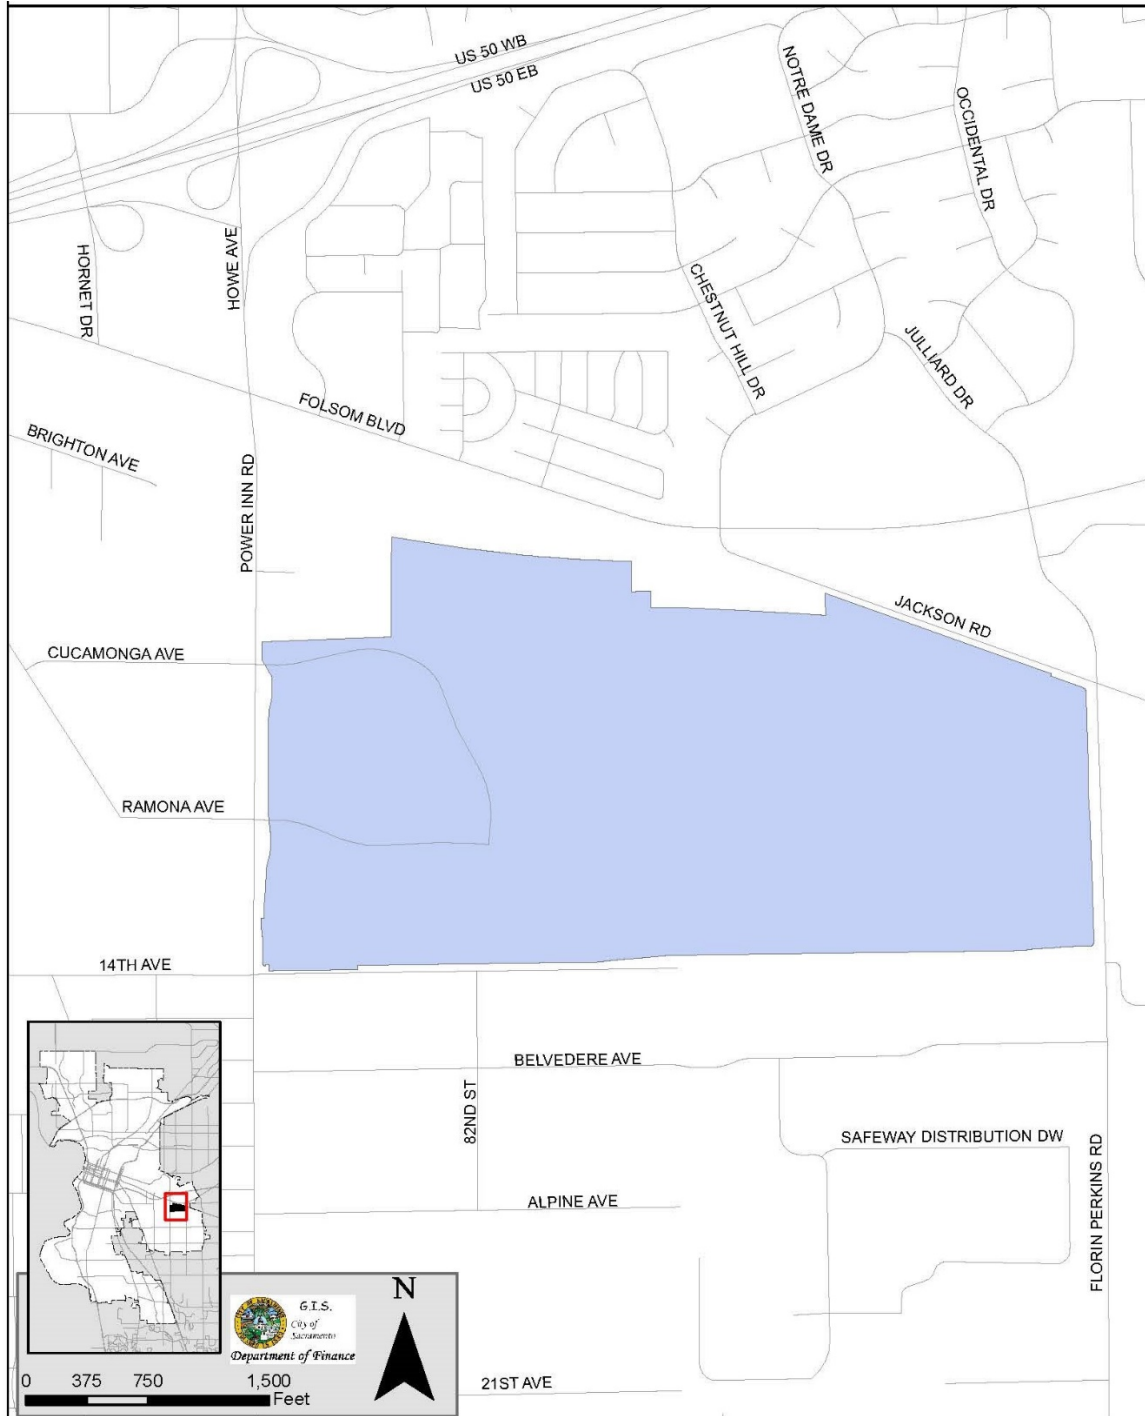 US 50 WB
US 50 EB
NOTRE DAME DR
OCCIDENTAL DR
HORNET DR
HOWE AVE
CHESTNUT HILL DR
JULLIARD DR
FOLSOM BLVD
BRIGHTON AVE
POWER INN RD
JACKSON RD
CUCAMONGA AVE
RAMONA AVE
14TH AVE
BELVEDERE AVE
82ND ST
SAFEWAY DISTRIBUTION DW
ALPINE AVE
FLORIN PERKINS RD
21ST AVE
N
G.I.S.
City of
Sacramento
Department of Finance
0 375 750 1,500
Feet